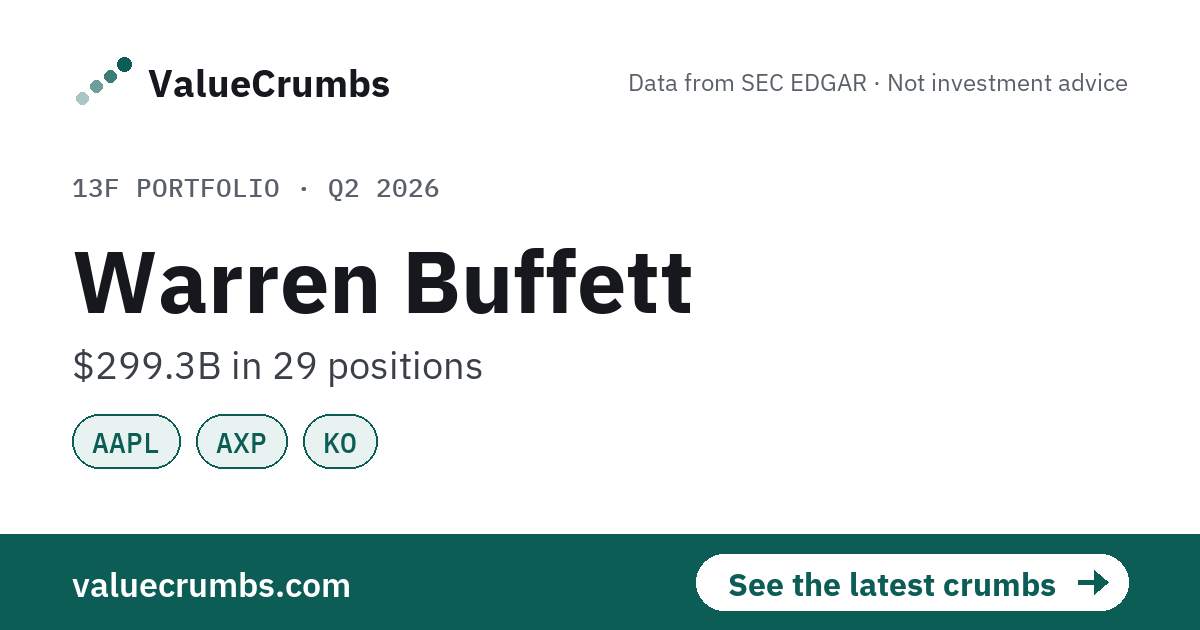 ValueCrumbs
Data from SEC EDGAR · Not investment advice
13F PORTFOLIO · Q2 2026
Warren Buffett
$299.3B in 29 positions
AAPL AXP KO
valuecrumbs.com
See the latest crumbs →